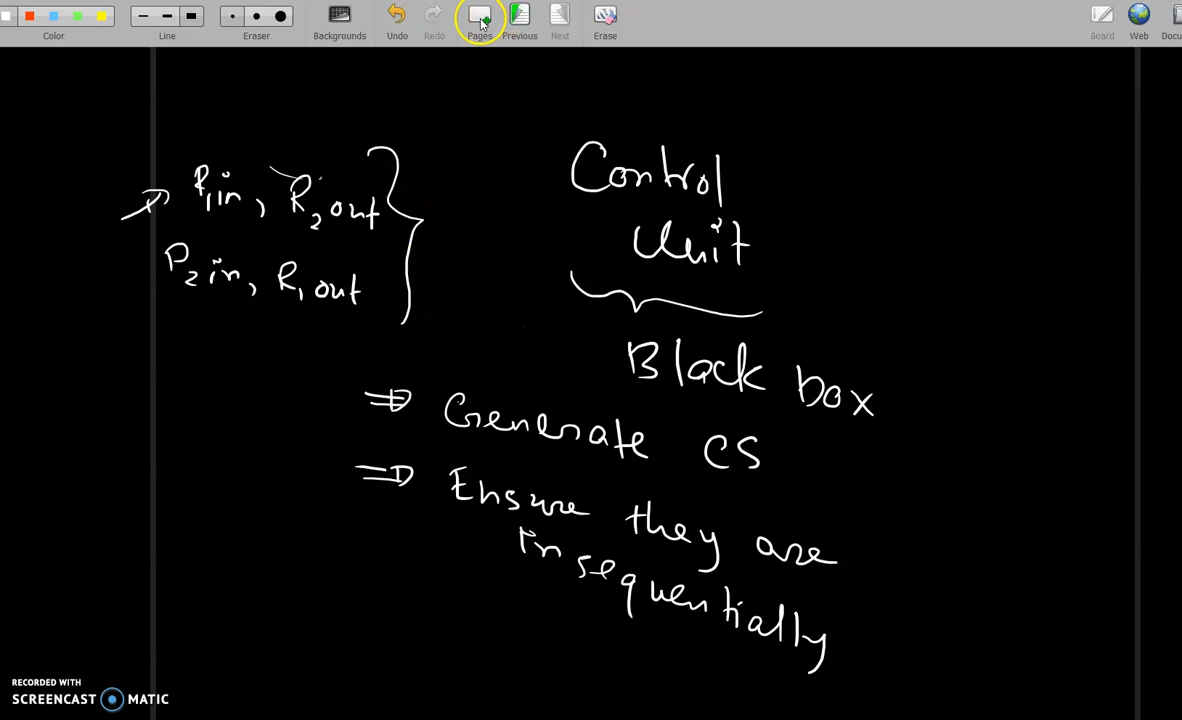 Color
Line
Eraser
Backgrounds
Undo
Redo
Pages
Previous
Next
Erase
Board
Web
Docu
Control
Unit
R1in, R2out
R2in, R1out
Black box
⇒ Generate CS
⇒ Ensure they are
in sequentially
RECORDED WITH
SCREENCAST MATIC